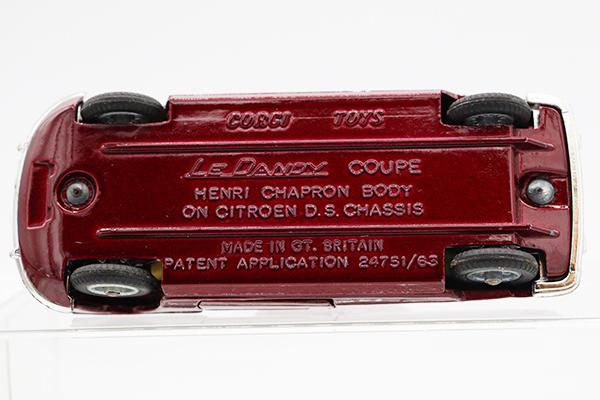 CORGI TOYS
Le Dandy COUPE
HENRI CHAPRON BODY
ON CITROEN D.S. CHASSIS
MADE IN GT. BRITAIN
PATENT APPLICATION 24751/63